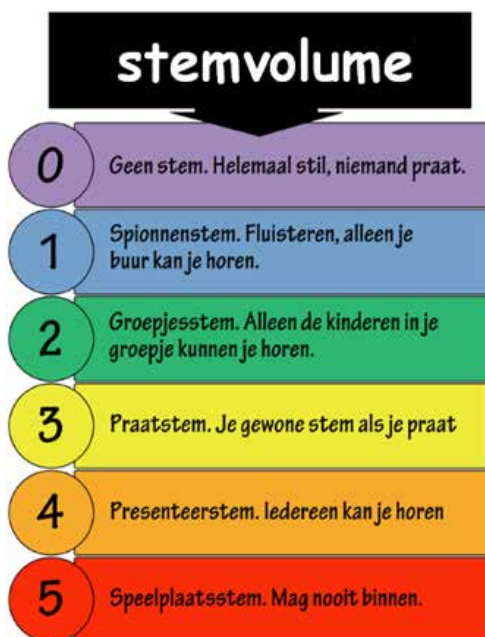 stemvolume
0
Geen stem. Helemaal stil, niemand praat.
1
Spionnenstem. Fluisteren, alleen je
buur kan je horen.
2
Groepjesstem. Alleen de kinderen in je
groepje kunnen je horen.
3
Praatstem. Je gewone stem als je praat
4
Presenteerstem. Iedereen kan je horen
5
Speelplaatsstem. Mag nooit binnen.